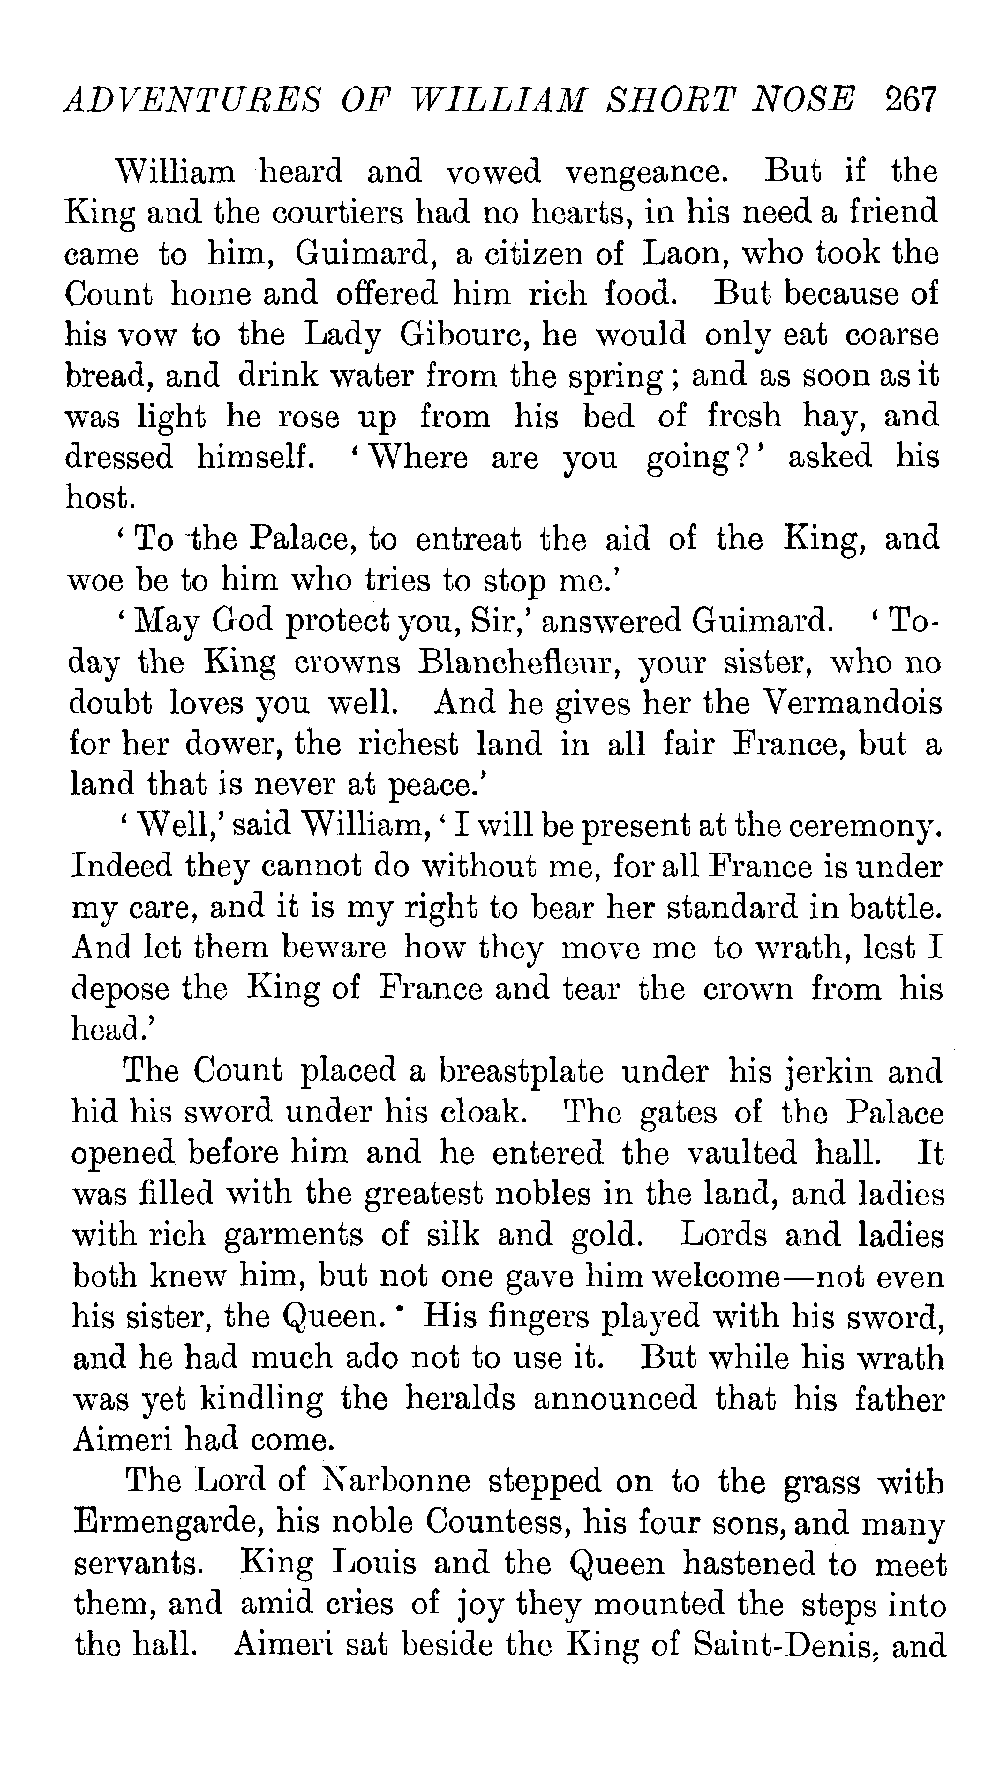 ADVENTURES OF WILLIAM SHORT NOSE 267
William heard and vowed vengeance. But if the
King and the courtiers had no hearts, in his need a friend
came to him, Guimard, a citizen of Laon, who took the
Count home and offered him rich food. But because of
his vow to the Lady Gibourc, he would only eat coarse
bread, and drink water from the spring; and as soon as it
was light he rose up from his bed of fresh hay, and
dressed himself. ‘Where are you going?’ asked his
host.
‘To the Palace, to entreat the aid of the King, and
woe be to him who tries to stop me.’
‘May God protect you, Sir,’ answered Guimard. ‘To-
day the King crowns Blanchefleur, your sister, who no
doubt loves you well. And he gives her the Vermandois
for her dower, the richest land in all fair France, but a
land that is never at peace.’
‘Well,’ said William, ‘I will be present at the ceremony.
Indeed they cannot do without me, for all France is under
my care, and it is my right to bear her standard in battle.
And let them beware how they move me to wrath, lest I
depose the King of France and tear the crown from his
head.’
The Count placed a breastplate under his jerkin and
hid his sword under his cloak. The gates of the Palace
opened before him and he entered the vaulted hall. It
was filled with the greatest nobles in the land, and ladies
with rich garments of silk and gold. Lords and ladies
both knew him, but not one gave him welcome—not even
his sister, the Queen. His fingers played with his sword,
and he had much ado not to use it. But while his wrath
was yet kindling the heralds announced that his father
Aimeri had come.
The Lord of Narbonne stepped on to the grass with
Ermengarde, his noble Countess, his four sons, and many
servants. King Louis and the Queen hastened to meet
them, and amid cries of joy they mounted the steps into
the hall. Aimeri sat beside the King of Saint-Denis, and